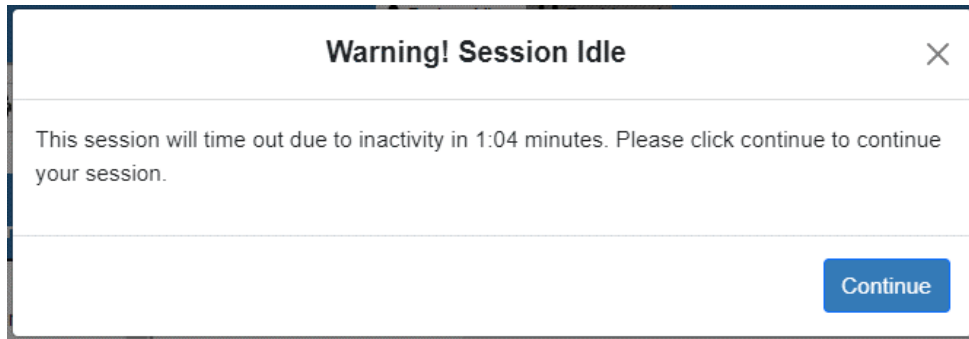 Warning! Session Idle
This session will time out due to inactivity in 1:04 minutes. Please click continue to continue
your session.
Continue